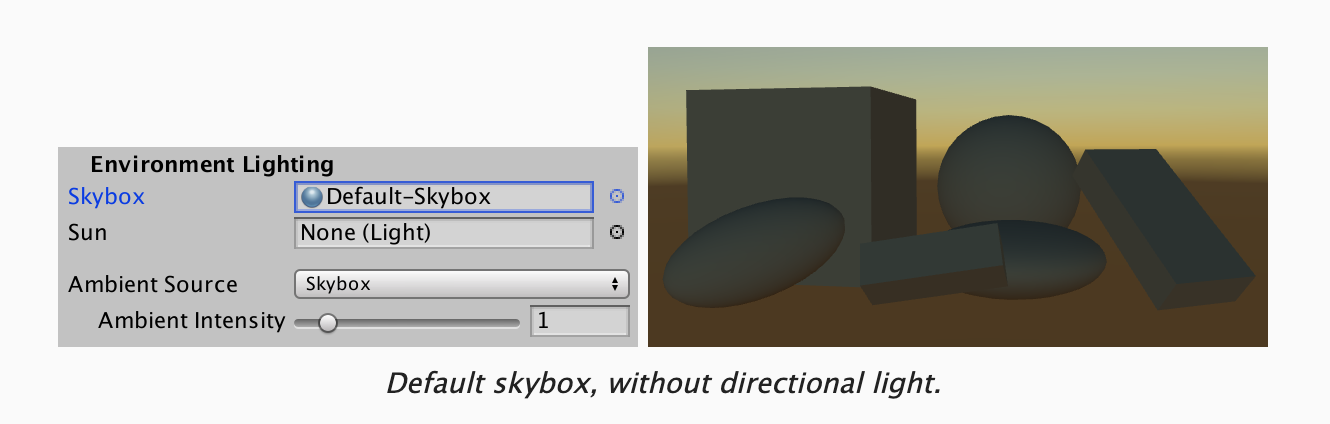 Environment Lighting
Skybox Default-Skybox
Sun None (Light)
Ambient Source Skybox
Ambient Intensity 1
Default skybox, without directional light.